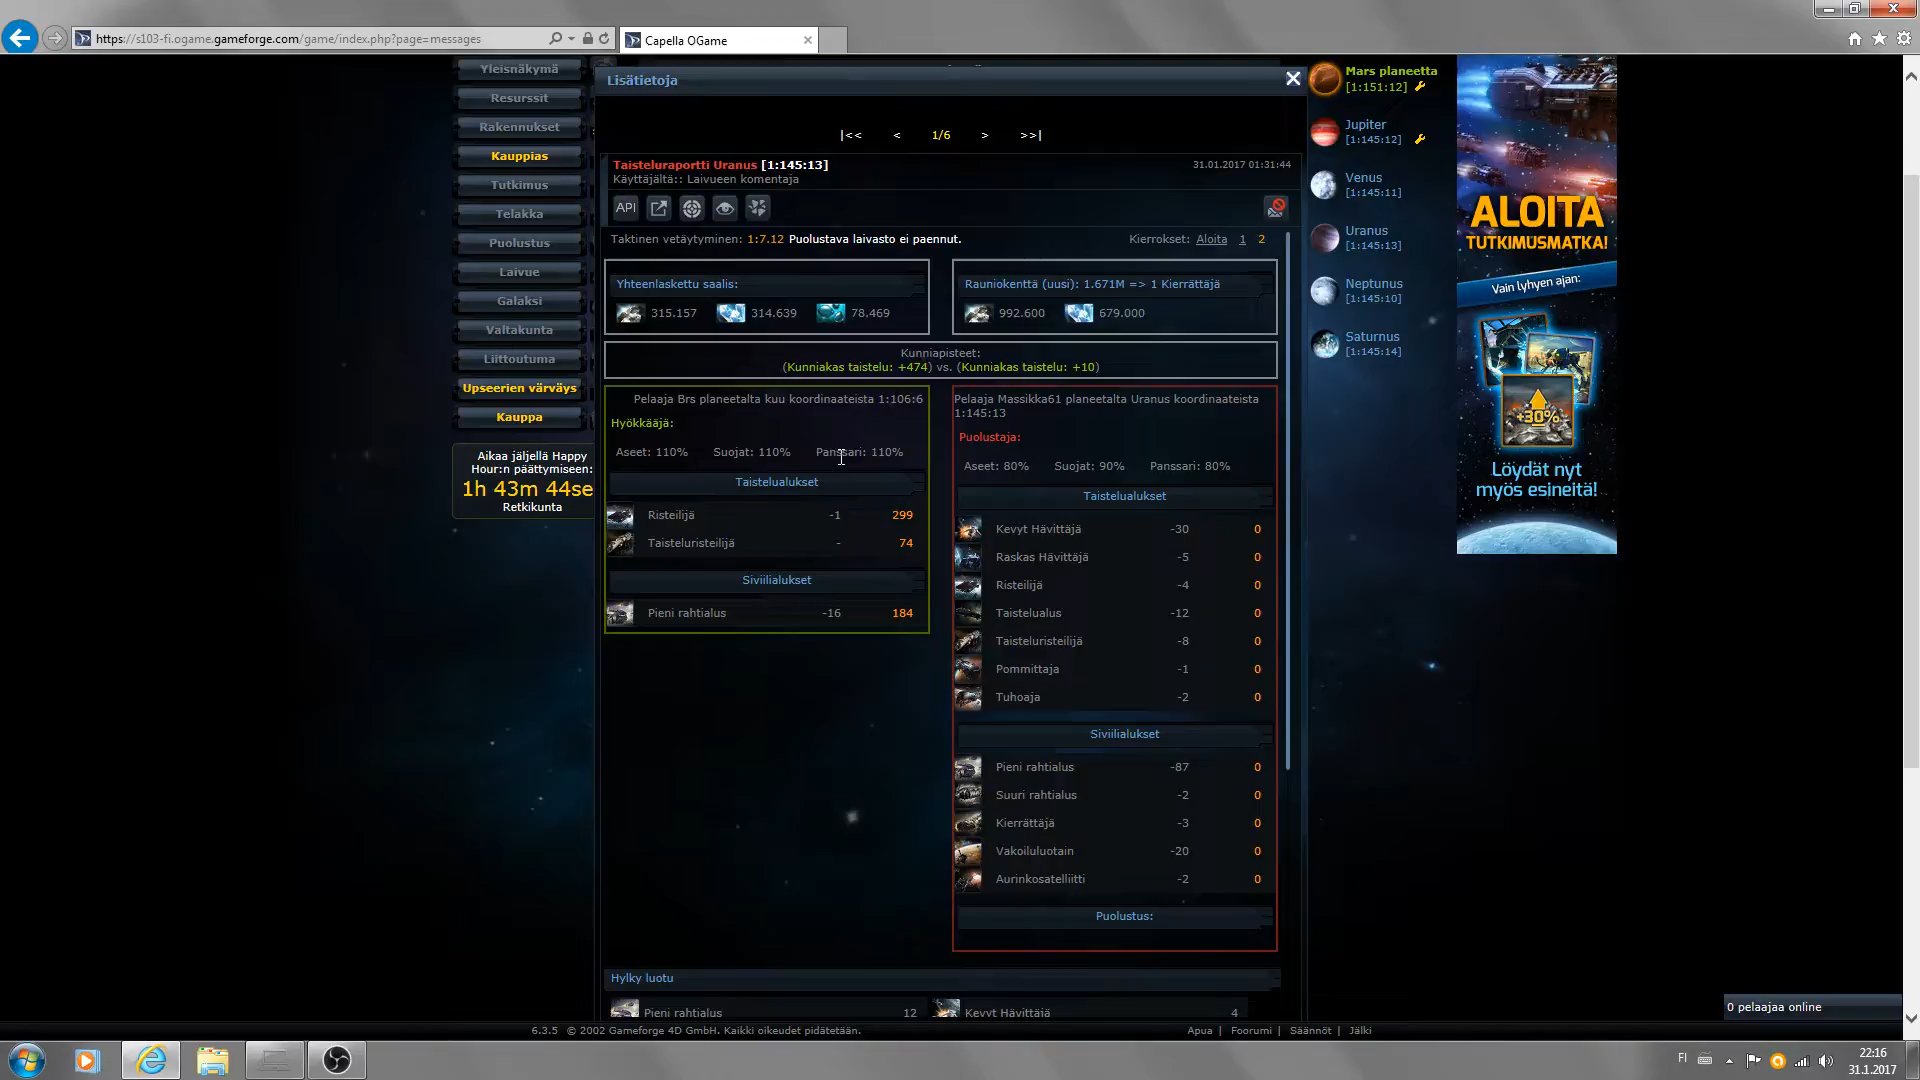 https://s103-fi.ogame.gameforge.com/game/index.php?page=messages
Capella OGame
Yleisnäkymä
Resurssit
Rakennukset
Kauppias
Tutkimus
Telakka
Puolustus
Laivue
Galaksi
Valtakunta
Liittoutuma
Upseerien värväys
Kauppa
Aikaa jäljellä Happy
Hour:n päättymiseen:
1h 43m 44se
Retkikunta
Lisätietoja
|<< < 1/6 > >>|
Taisteluraportti Uranus [1:145:13] 31.01.2017 01:31:44
Käyttäjältä:: Laivueen komentaja
API
Taktinen vetäytyminen: 1:7.12 Puolustava laivasto ei paennut. Kierrokset: Aloita 1 2
Yhteenlaskettu saalis:
315.157 314.639 78.469
Rauniokenttä (uusi): 1.671M => 1 Kierrättäjä
992.600 679.000
Kunniapisteet:
(Kunniakas taistelu: +474) vs. (Kunniakas taistelu: +10)
Pelaaja Brs planeetalta kuu koordinaateista 1:106:6
Hyökkääjä:
Aseet: 110% Suojat: 110% Panssari: 110%
Taistelualukset
Risteilijä -1 299
Taisteluristeilijä - 74
Siviilialukset
Pieni rahtialus -16 184
Pelaaja Massikka61 planeetalta Uranus koordinaateista
1:145:13
Puolustaja:
Aseet: 80% Suojat: 90% Panssari: 80%
Taistelualukset
Kevyt Hävittäjä -30 0
Raskas Hävittäjä -5 0
Risteilijä -4 0
Taistelualus -12 0
Taisteluristeilijä -8 0
Pommittaja -1 0
Tuhoaja -2 0
Siviilialukset
Pieni rahtialus -87 0
Suuri rahtialus -2 0
Kierrättäjä -3 0
Vakoiluluotain -20 0
Aurinkosatelliitti -2 0
Puolustus:
Hylky luotu
Pieni rahtialus 12 Kevyt Hävittäjä 4
Mars planeetta
[1:151:12]
Jupiter
[1:145:12]
Venus
[1:145:11]
Uranus
[1:145:13]
Neptunus
[1:145:10]
Saturnus
[1:145:14]
ALOITA
TUTKIMUSMATKA!
Vain lyhyen ajan:
+30%
Löydät nyt
myös esineitä!
0 pelaajaa online
6.3.5 © 2002 Gameforge 4D GmbH. Kaikki oikeudet pidätetään.
Apua | Foorumi | Säännöt | Jälki
FI
22:16
31.1.2017